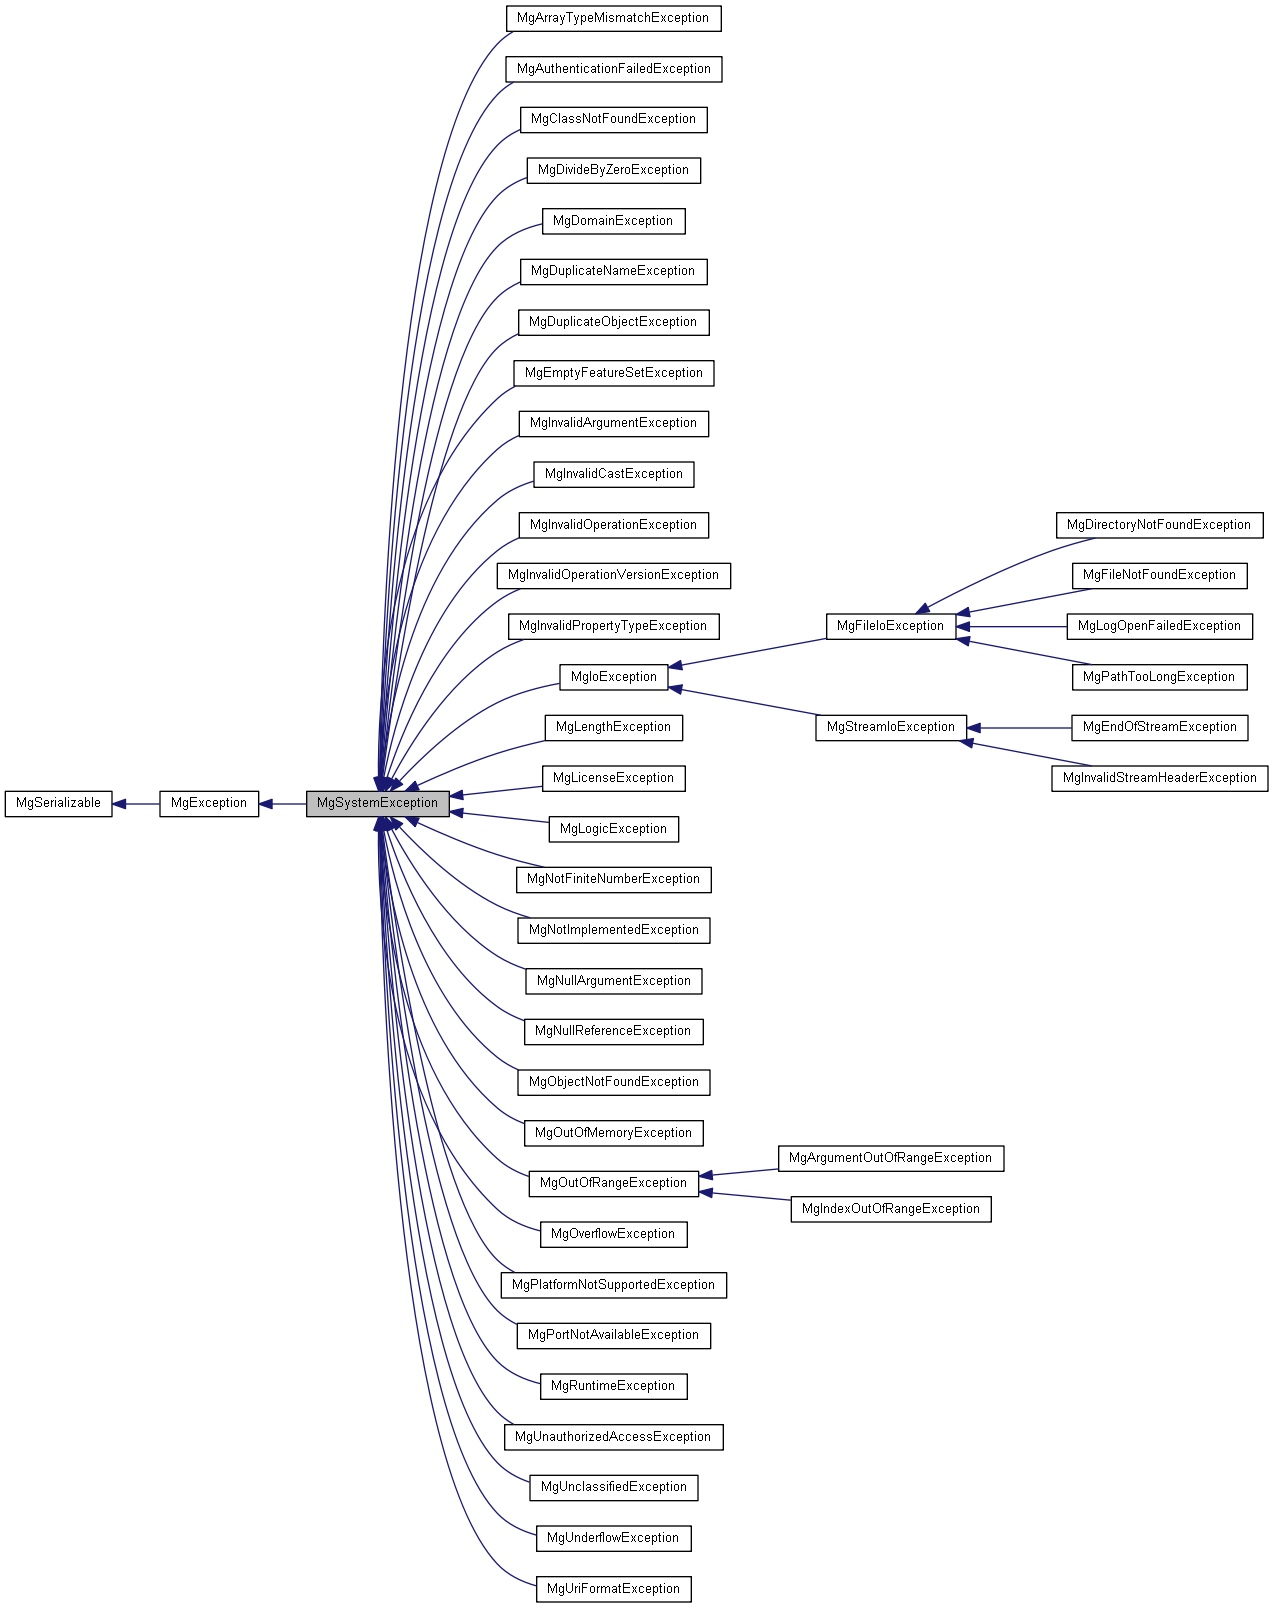 MgArrayTypeMismatchException
MgAuthenticationFailedException
MgClassNotFoundException
MgDivideByZeroException
MgDomainException
MgDuplicateNameException
MgDuplicateObjectException
MgEmptyFeatureSetException
MgInvalidArgumentException
MgInvalidCastException
MgInvalidOperationException
MgDirectoryNotFoundException
MgInvalidOperationVersionException
MgFileNotFoundException
MgInvalidPropertyTypeException
MgFileIoException
MgLogOpenFailedException
MgIoException
MgPathTooLongException
MgLengthException
MgStreamIoException
MgEndOfStreamException
MgLicenseException
MgInvalidStreamHeaderException
MgSerializable
MgException
MgSystemException
MgLogicException
MgNotFiniteNumberException
MgNotImplementedException
MgNullArgumentException
MgNullReferenceException
MgObjectNotFoundException
MgOutOfMemoryException
MgArgumentOutOfRangeException
MgOutOfRangeException
MgIndexOutOfRangeException
MgOverflowException
MgPlatformNotSupportedException
MgPortNotAvailableException
MgRuntimeException
MgUnauthorizedAccessException
MgUnclassifiedException
MgUnderflowException
MgUriFormatException